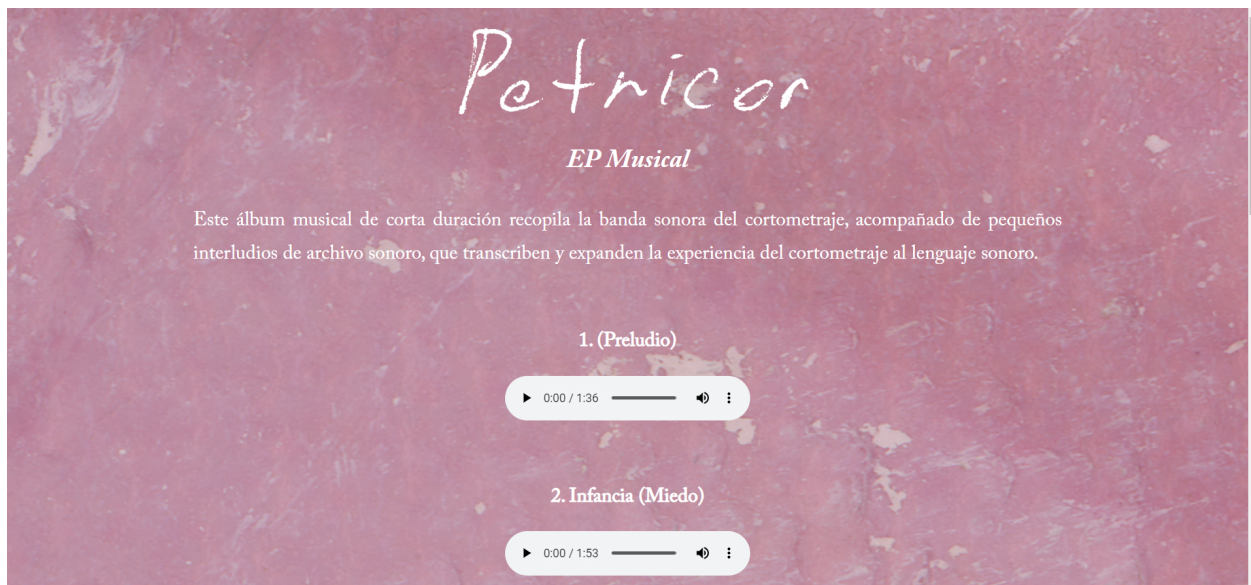 Petricor
EP Musical
Este álbum musical de corta duración recopila la banda sonora del cortometraje, acompañado de pequeños
interludios de archivo sonoro, que transcriben y expanden la experiencia del cortometraje al lenguaje sonoro.
1. (Preludio)
0:00 / 1:36
2. Infancia (Miedo)
0:00 / 1:53